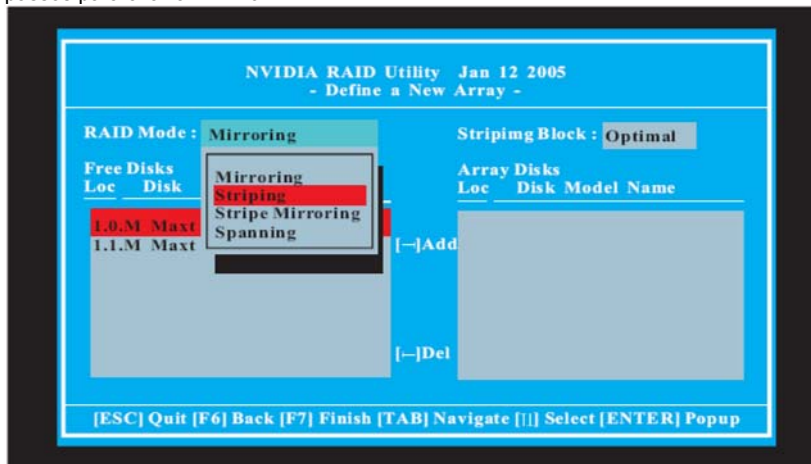 NVIDIA RAID Utility Jan 12 2005
- Define a New Array -
RAID Mode : Mirroring
Stripimg Block : Optimal
Free Disks
Loc Disk
Mirroring
Striping
Stripe Mirroring
Spanning
Array Disks
Loc Disk Model Name
1.0.M Maxt
1.1.M Maxt
[→]Add
[←]Del
[ESC] Quit [F6] Back [F7] Finish [TAB] Navigate [↑↓] Select [ENTER] Popup